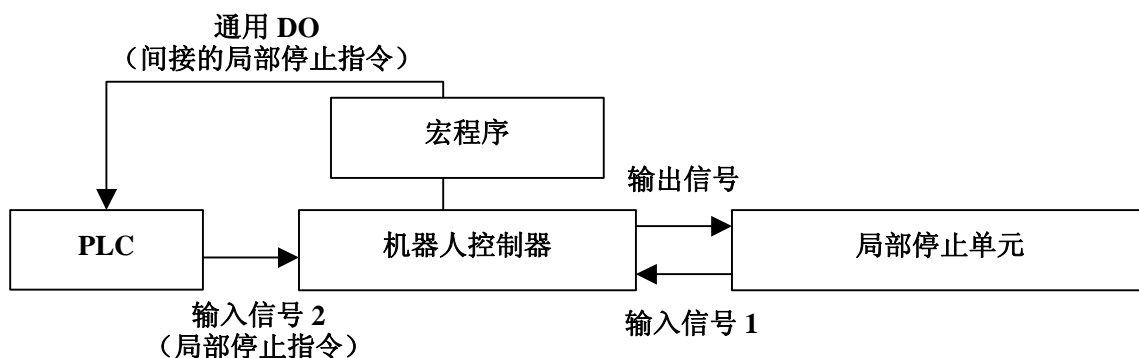 通用 DO
（间接的局部停止指令）
宏程序
输出信号
PLC
机器人控制器
局部停止单元
输入信号 2
（局部停止指令）
输入信号 1